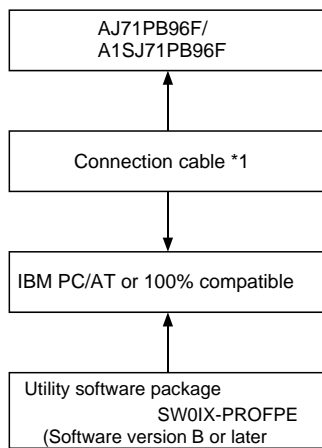 AJ71PB96F/
A1SJ71PB96F
Connection cable *1
IBM PC/AT or 100% compatible
Utility software package
SW0IX-PROFPE
(Software version B or later